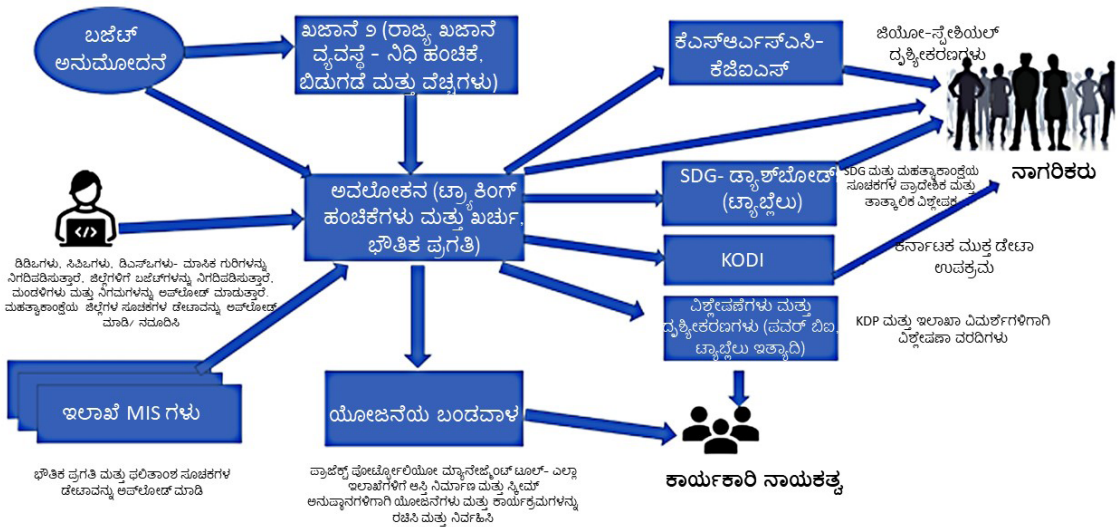 ಬಜೆಟ್
ಅನುಮೋದನೆ
ಖಜಾನೆ ೨ (ರಾಜ್ಯ ಖಜಾನೆ
ವ್ಯವಸ್ಥೆ - ನಿಧಿ ಹಂಚಿಕೆ,
ಬಿಡುಗಡೆ ಮತ್ತು ವೆಚ್ಚಗಳು)
ಕೆಎಸ್ಆರ್ಎಸ್ಎಸಿ-
ಕೆಜಿಐಎಸ್
ಜಿಯೋ-ಸ್ಪೇಶಿಯಲ್
ದೃಶ್ಯೀಕರಣಗಳು
ನಾಗರಿಕರು
ಅವಲೋಕನ (ಟ್ರ್ಯಾಕಿಂಗ್
ಹಂಚಿಕೆಗಳು ಮತ್ತು ಖರ್ಚು,
ಭೌತಿಕ ಪ್ರಗತಿ)
SDG- ಡ್ಯಾಶ್‌ಬೋರ್ಡ್
(ಟ್ಯಾಬ್ಲೆಲು)
SDG ಮತ್ತು ಮಹತ್ವಾಕಾಂಕ್ಷೆಯ
ಸೂಚಕಗಳ ಪ್ರಾದೇಶಿಕ ಮತ್ತು
ತಾತ್ಕಾಲಿಕ ವಿಶ್ಲೇಷಣ
KODI
ಕರ್ನಾಟಕ ಮುಕ್ತ ಡೇಟಾ
ಉಪಕ್ರಮ
ಡಿಡಿಒಗಳು, ಸಿಪಿಒಗಳು, ಡಿಎಸ್ಒಗಳು- ಮಾಸಿಕ ಗುರಿಗಳನ್ನು
ನಿಗದಿಪಡಿಸುತ್ತಾರೆ, ಜಿಲ್ಲೆಗಳಿಗೆ ಬಜೆಟ್‌ಗಳನ್ನು ನಿಗದಿಪಡಿಸುತ್ತಾರೆ,
ಮಂಡಳಿಗಳು ಮತ್ತು ನಿಗಮಗಳನ್ನು ಅಪ್‌ಲೋಡ್ ಮಾಡುತ್ತಾರೆ,
ಮಹತ್ವಾಕಾಂಕ್ಷೆಯ ಜಿಲ್ಲೆಗಳ ಸೂಚಕಗಳ ಡೇಟಾವನ್ನು ಅಪ್‌ಲೋಡ್
ಮಾಡಿ/ ನಮೂದಿಸಿ
ವಿಶ್ಲೇಷಣೆಗಳು ಮತ್ತು
ದೃಶ್ಯೀಕರಣಗಳು (ಪವರ್ ಬಿಐ,
ಟ್ಯಾಬ್ಲೆಲು ಇತ್ಯಾದಿ)
KDP ಮತ್ತು ಇಲಾಖಾ ವಿಮರ್ಶೆಗಳಿಗಾಗಿ
ವಿಶ್ಲೇಷಣಾ ವರದಿಗಳು
ಇಲಾಖೆ MIS ಗಳು
ಭೌತಿಕ ಪ್ರಗತಿ ಮತ್ತು ಫಲಿತಾಂಶ ಸೂಚಕಗಳ
ಡೇಟಾವನ್ನು ಅಪ್‌ಲೋಡ್ ಮಾಡಿ
ಯೋಜನೆಯ ಬಂಡವಾಳ
ಪ್ರಾಜೆಕ್ಟ್ ಪೋರ್ಟ್ಫೋಲಿಯೋ ಮ್ಯಾನೇಜ್ಮೆಂಟ್ ಟೂಲ್- ಎಲ್ಲಾ
ಇಲಾಖೆಗಳಿಗೆ ಆಸ್ತಿ ನಿರ್ಮಾಣ ಮತ್ತು ಸ್ಕೀಮ್
ಅನುಷ್ಠಾನಗಳಿಗಾಗಿ ಯೋಜನೆಗಳು ಮತ್ತು ಕಾರ್ಯಕ್ರಮಗಳನ್ನು
ರಚಿಸಿ ಮತ್ತು ನಿರ್ವಹಿಸಿ
ಕಾರ್ಯಕಾರಿ ನಾಯಕತ್ವ